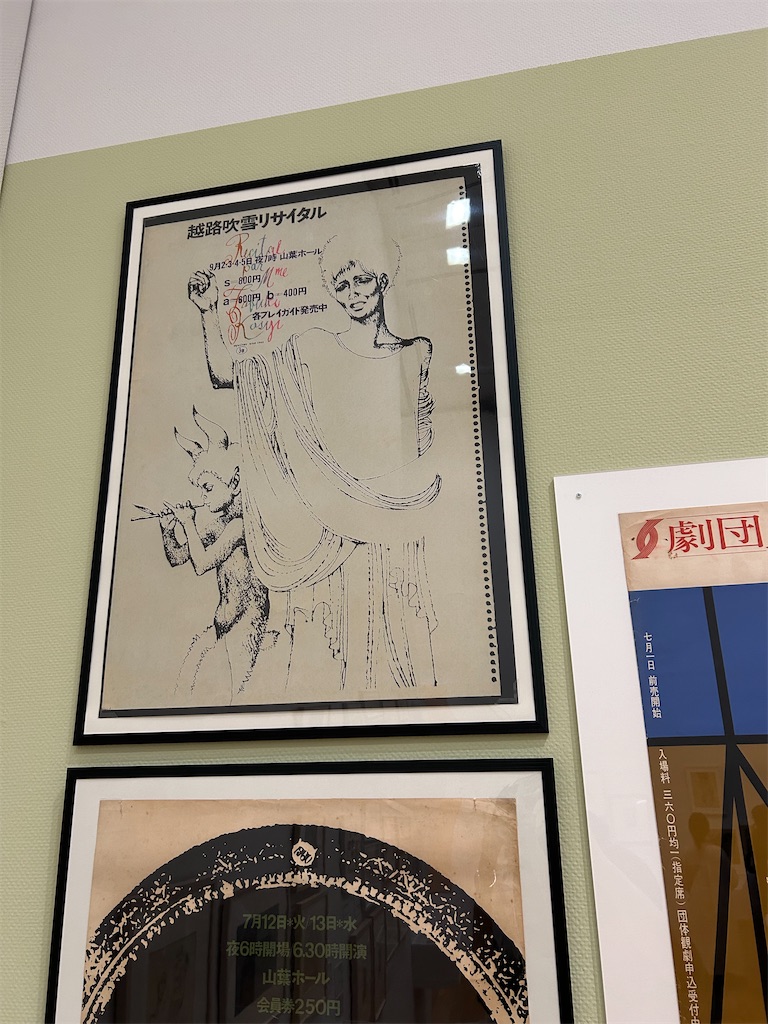 越路吹雪リサイタル
Recital
9月2・3・4・5日 夜7時 山葉ホール
par Mme
s=800円
a=600円 b=400円
Fubuki
各プレイガイド発売中
Kosyi
劇団
七月一日 前売開始
入場料 三六〇円均一(指定席) 団体観劇申込受付中
7月12日*火/13日*水
夜6時開場/6.30時開演
山葉ホール
会員券250円